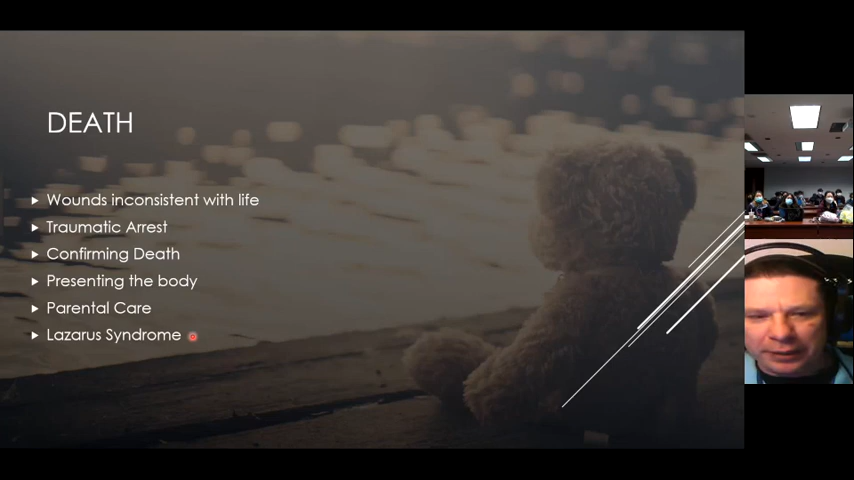 DEATH
Wounds inconsistent with life
Traumatic Arrest
Confirming Death
Presenting the body
Parental Care
Lazarus Syndrome